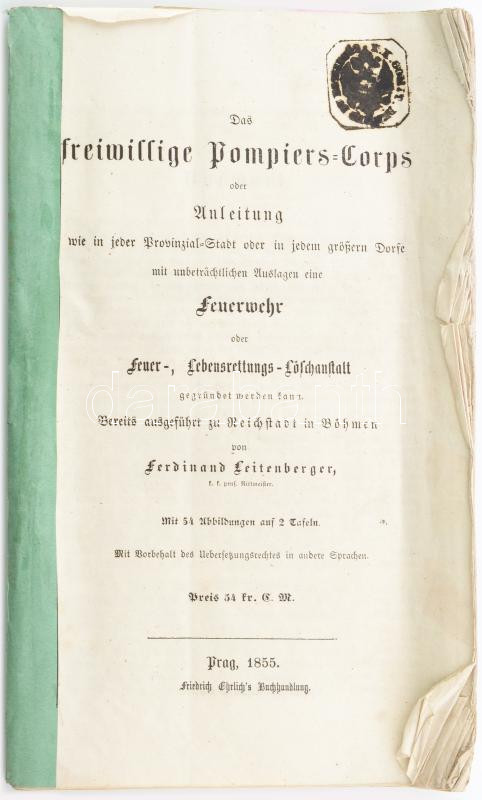 Das
freiwillige Pompiers-Corps
oder
Anleitung
wie in jeder Provinzial-Stadt oder in jedem größern Dorfe
mit unbeträchtlichen Auslagen eine
Feuerwehr
oder
Feuer-, Lebensrettungs-Löschanstalt
gegründet werden kann.
Bereits ausgeführt zu Reichstadt in Böhmen
von
Ferdinand Leitenberger,
k. k. pens. Rittmeister.
Mit 54 Abbildungen auf 2 Tafeln.
Mit Vorbehalt des Uebersetzungsrechtes in andere Sprachen.
Preis 54 kr. C. M.
Prag, 1855.
Friedrich Ehrlich's Buchhandlung.